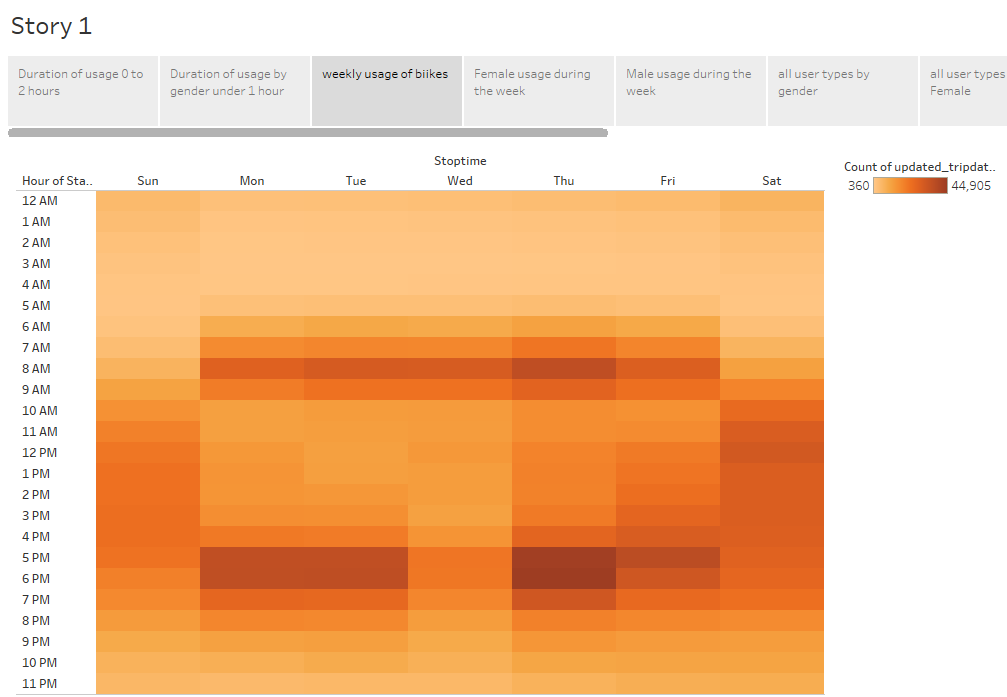 Story 1
Duration of usage 0 to
2 hours
Duration of usage by
gender under 1 hour
weekly usage of biikes
Female usage during
the week
Male usage during the
week
all user types by
gender
all user types
Female
Stoptime
Hour of Sta..
Sun
Mon
Tue
Wed
Thu
Fri
Sat
12 AM
1 AM
2 AM
3 AM
4 AM
5 AM
6 AM
7 AM
8 AM
9 AM
10 AM
11 AM
12 PM
1 PM
2 PM
3 PM
4 PM
5 PM
6 PM
7 PM
8 PM
9 PM
10 PM
11 PM
Count of updated_tripdat..
360
44,905